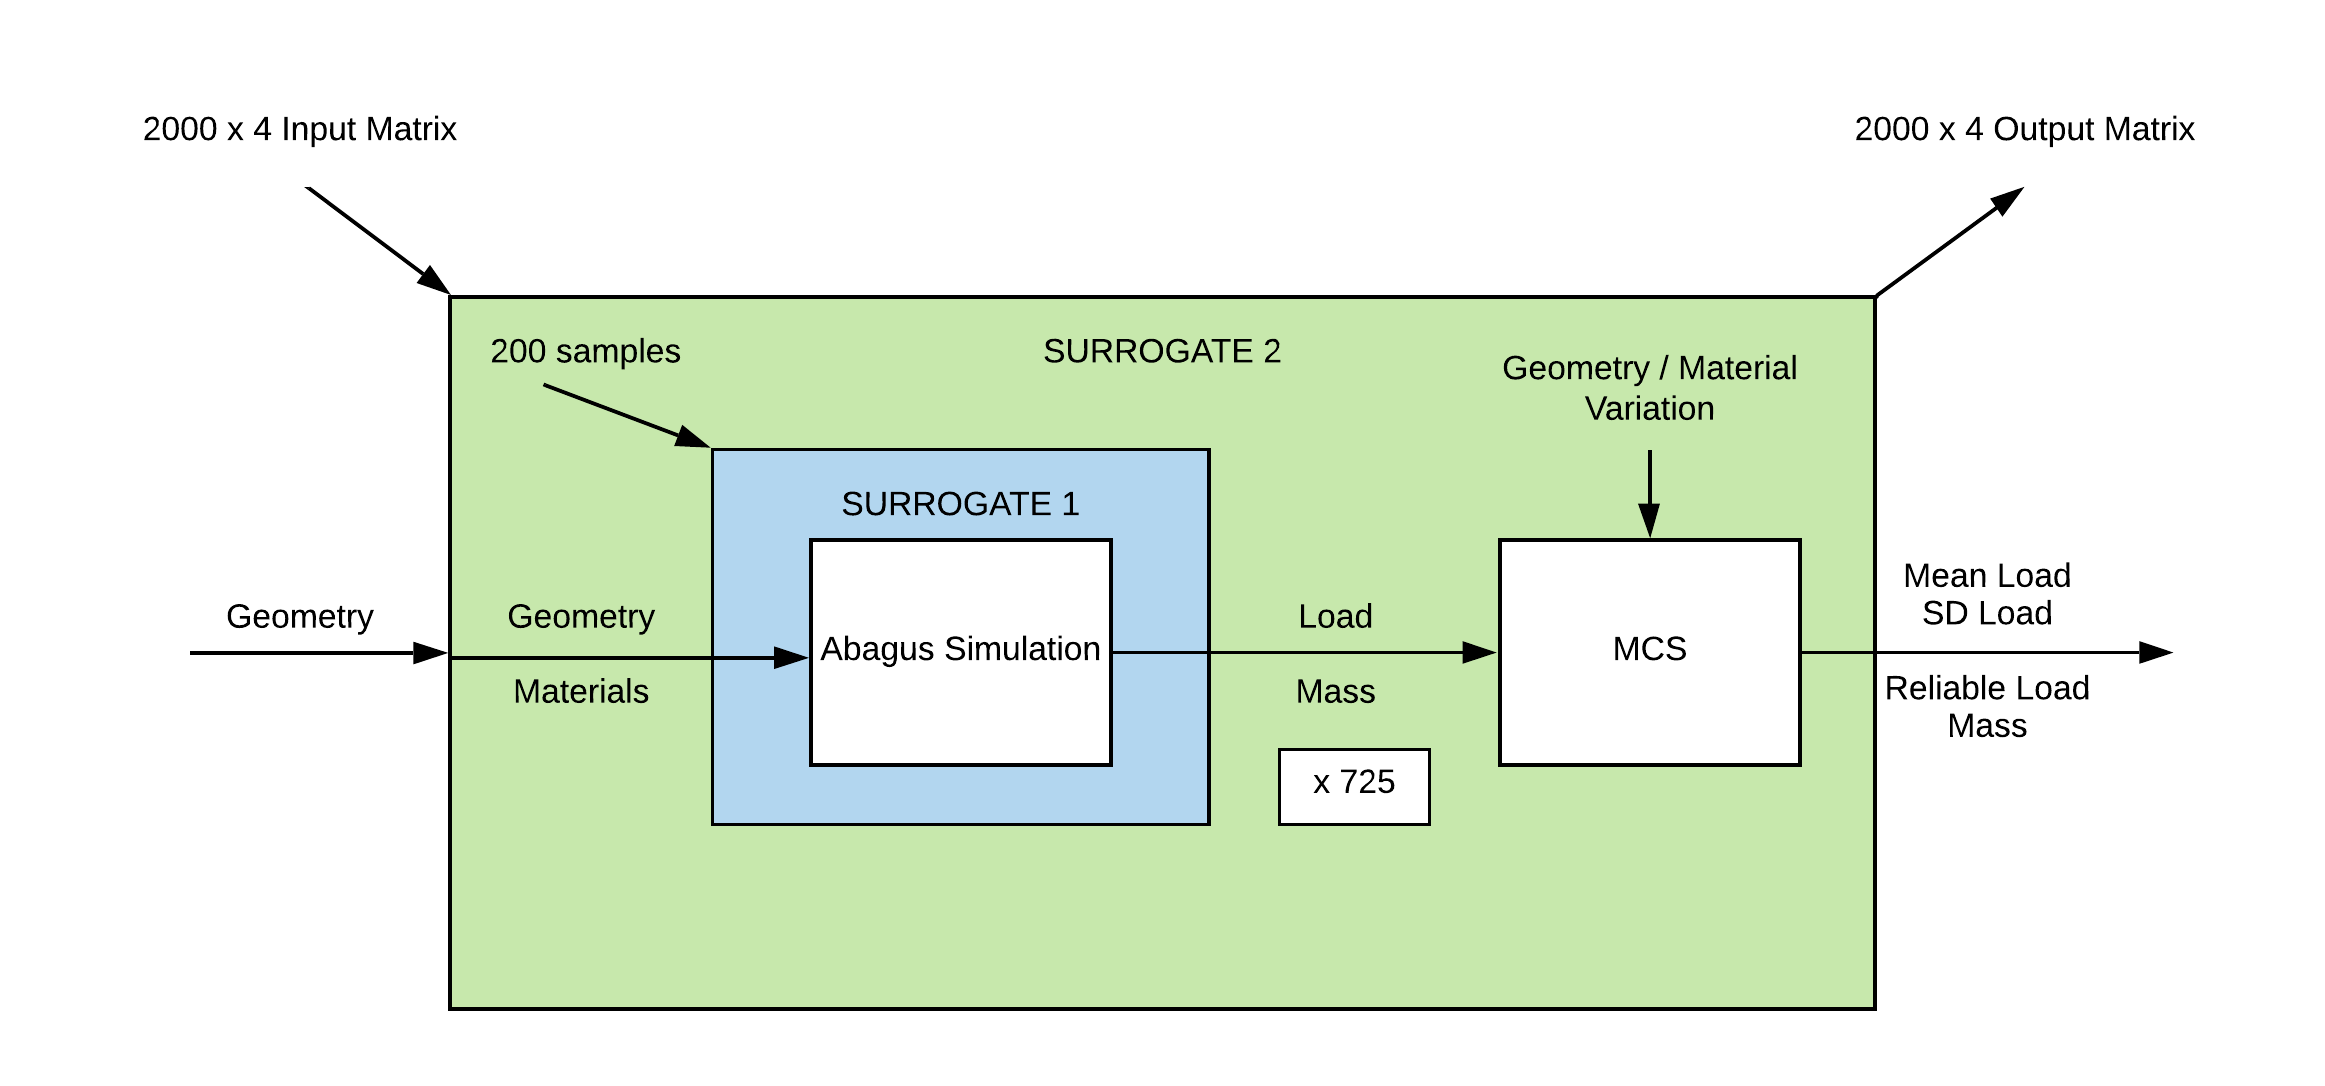 2000 x 4 Input Matrix
2000 x 4 Output Matrix
200 samples
SURROGATE 2
Geometry / Material
Variation
SURROGATE 1
Geometry
Geometry
Materials
Abagus Simulation
Load
Mass
x 725
MCS
Mean Load
SD Load
Reliable Load
Mass